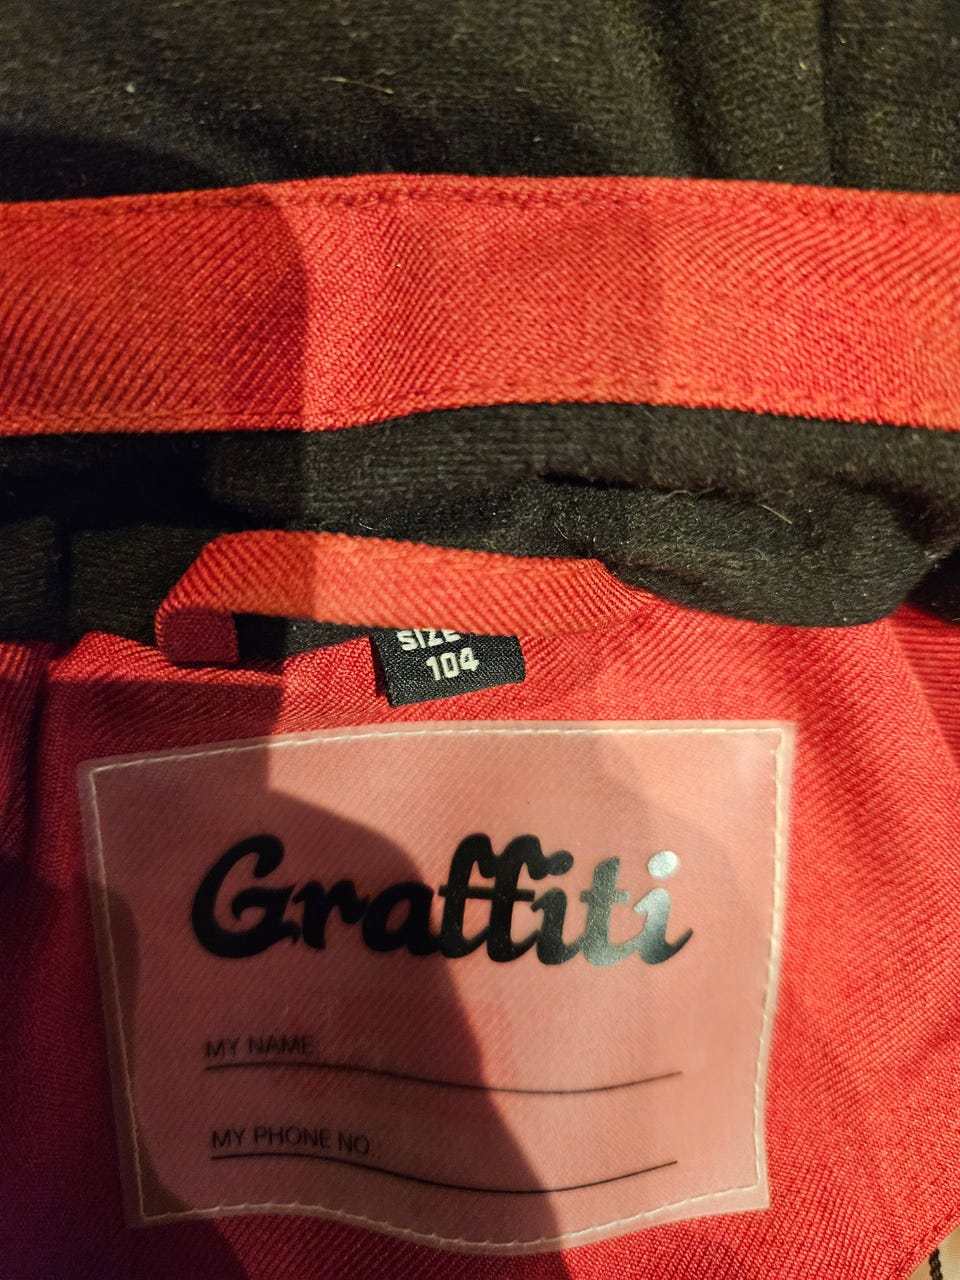 SIZE
104
Graffiti
MY NAME:
MY PHONE NO.: